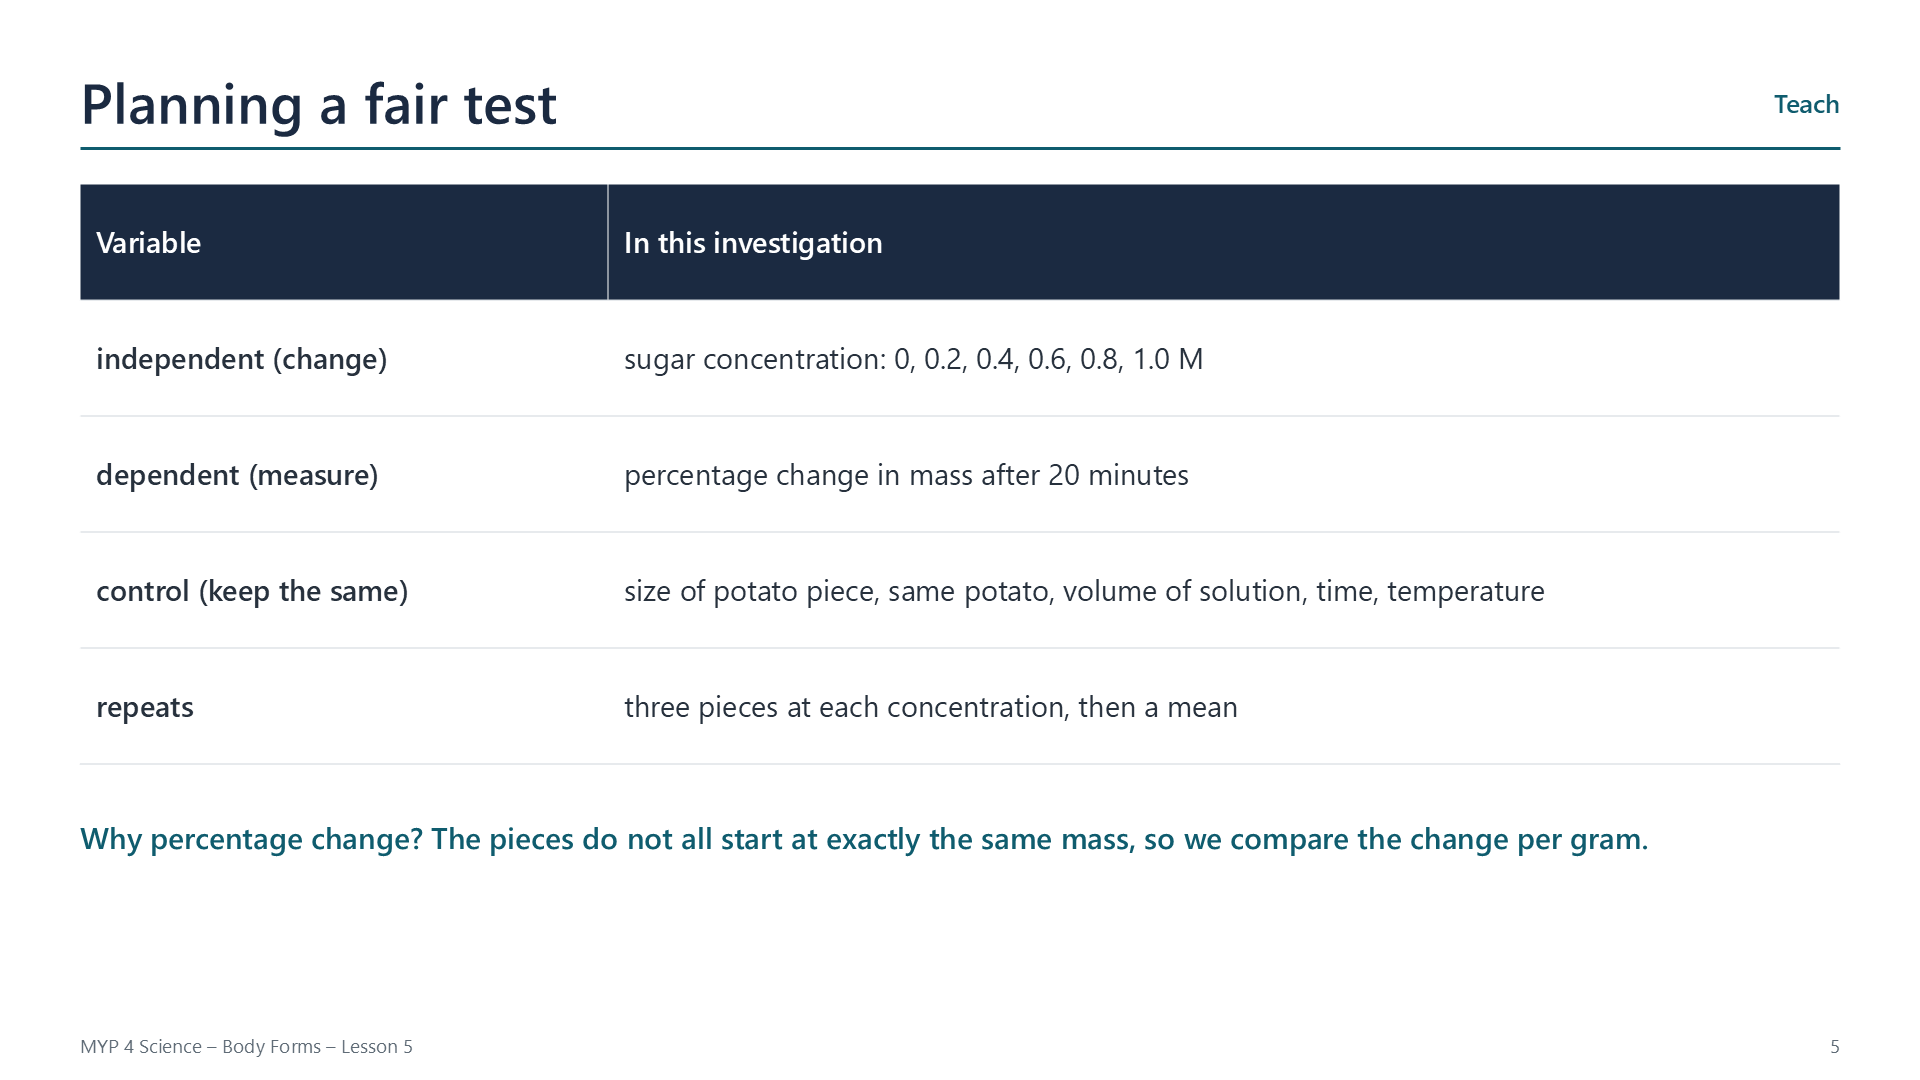 Planning a fair test
Teach
Variable
In this investigation
independent (change)
sugar concentration: 0, 0.2, 0.4, 0.6, 0.8, 1.0 M
dependent (measure)
percentage change in mass after 20 minutes
control (keep the same)
size of potato piece, same potato, volume of solution, time, temperature
repeats
three pieces at each concentration, then a mean
Why percentage change? The pieces do not all start at exactly the same mass, so we compare the change per gram.
MYP 4 Science – Body Forms – Lesson 5
5